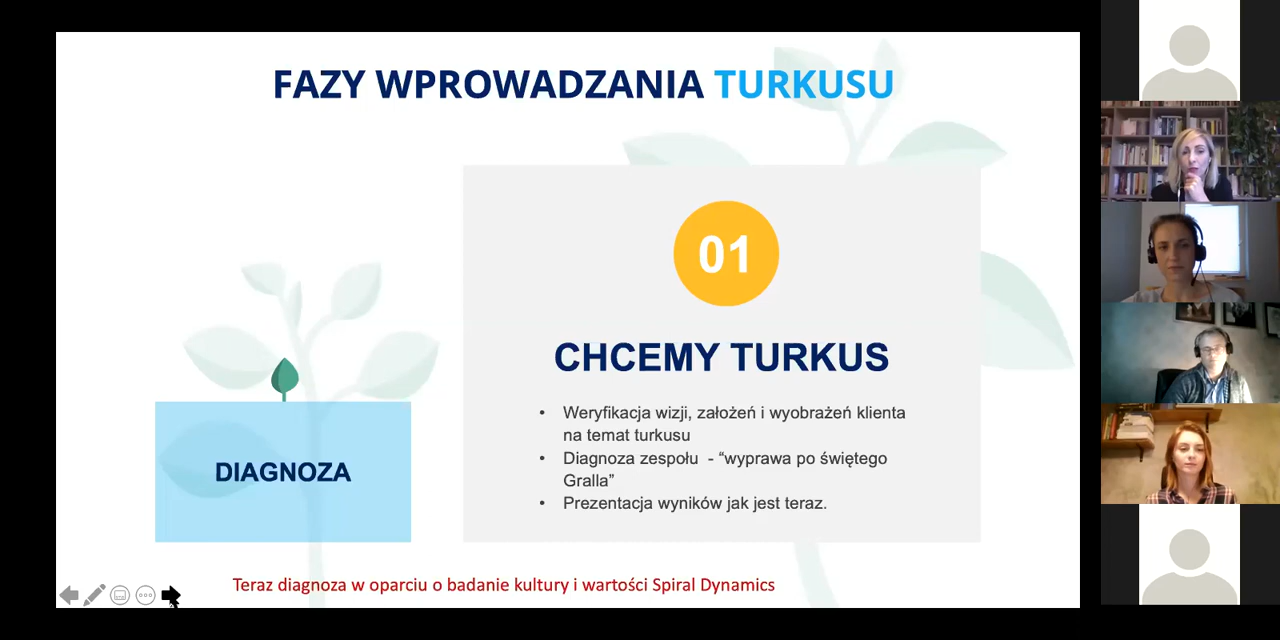 FAZY WPROWADZANIA TURKUSU
01
CHCEMY TURKUS
• Weryfikacja wizji, założeń i wyobrażeń klienta
na temat turkusu
• Diagnoza zespołu - “wyprawa po świętego
Gralla”
• Prezentacja wyników jak jest teraz.
DIAGNOZA
Teraz diagnoza w oparciu o badanie kultury i wartości Spiral Dynamics